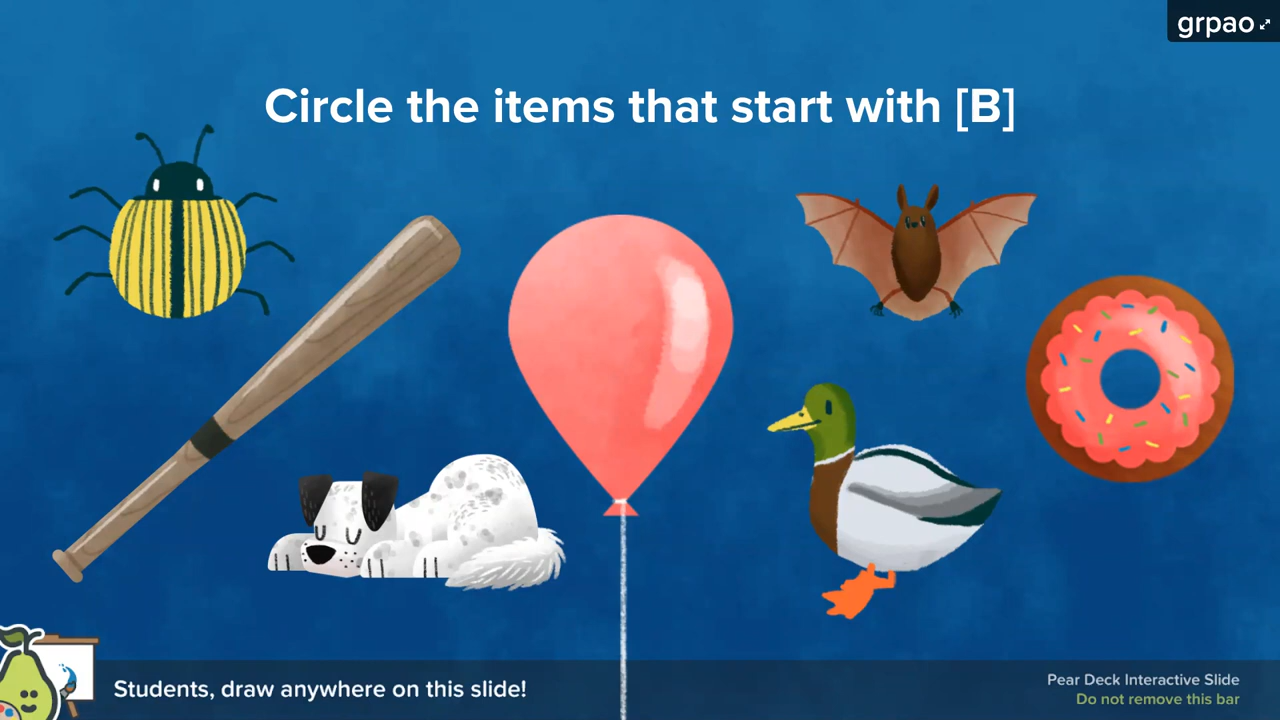 grpao
Circle the items that start with [B]
Students, draw anywhere on this slide!
Pear Deck Interactive Slide
Do not remove this bar